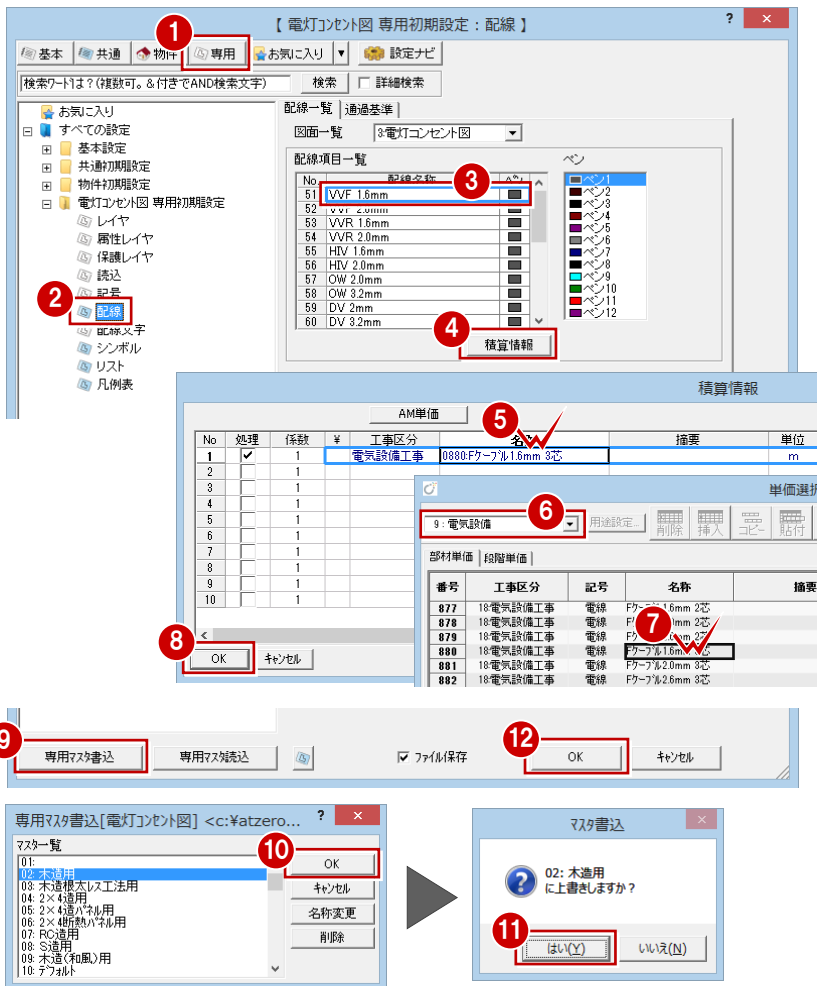 【 電灯コンセント図 専用初期設定：配線 】
? ×
1
基本 共通 物件 専用 お気に入り ▼ 設定ナビ
検索ワードは？(複数可。&付きでAND検索文字) 検索 詳細検索
お気に入り
すべての設定
基本設定
共通初期設定
物件初期設定
電灯コンセント図 専用初期設定
レイヤ
属性レイヤ
保護レイヤ
読込
記号
2
配線
配線文字
シンボル
リスト
凡例表
配線一覧 通過基準
図面一覧 3:電灯コンセント図
配線項目一覧
No. 配線名称 ペン
3
51 VVF 1.6mm
52 VVF 2.0mm
53 VVR 1.6mm
54 VVR 2.0mm
55 HIV 1.6mm
56 HIV 2.0mm
57 OW 2.0mm
58 OW 3.2mm
59 DV 2mm
60 DV 3.2mm
ペン
ペン1
ペン2
ペン3
ペン4
ペン5
ペン6
ペン7
ペン8
ペン9
ペン10
ペン11
ペン12
4
積算情報
積算情報
AM単価
5
No 処理 係数 ¥ 工事区分 名称 摘要 単位
1 1 電気設備工事 0880:Fケーブル1.6mm 3芯 m
2 1
3 1
4 1
5 1
6 1
7 1
8 1
9 1
10 1
8
OK キャンセル
単価選択
6
9：電気設備 用途設定... 削除 挿入 コピー 貼付
部材単価 段階単価
番号 工事区分 記号 名称 摘要
877 18:電気設備工事 電線 Fケーブル1.6mm 2芯
878 18:電気設備工事 電線
879 18:電気設備工事 電線
7
880 18:電気設備工事 電線 Fケーブル1.6mm 3芯
881 18:電気設備工事 電線 Fケーブル2.0mm 3芯
882 18:電気設備工事 電線 Fケーブル2.6mm 3芯
9
専用マスタ書込 専用マスタ読込 ファイル保存
12
OK キャンセル
専用マスタ書込[電灯コンセント図] <c:¥atzero... ? ×
マスター覧
01:
02: 木造用
03: 木造根太レス工法用
04: 2×4造用
05: 2×4造パネル用
06: 2×4断熱パネル用
07: RC造用
08: S造用
09: 木造(和風)用
10: デフォルト
10
OK
キャンセル
名称変更
削除
マスタ書込 ×
02: 木造用
に上書きしますか？
11
はい(Y) いいえ(N)